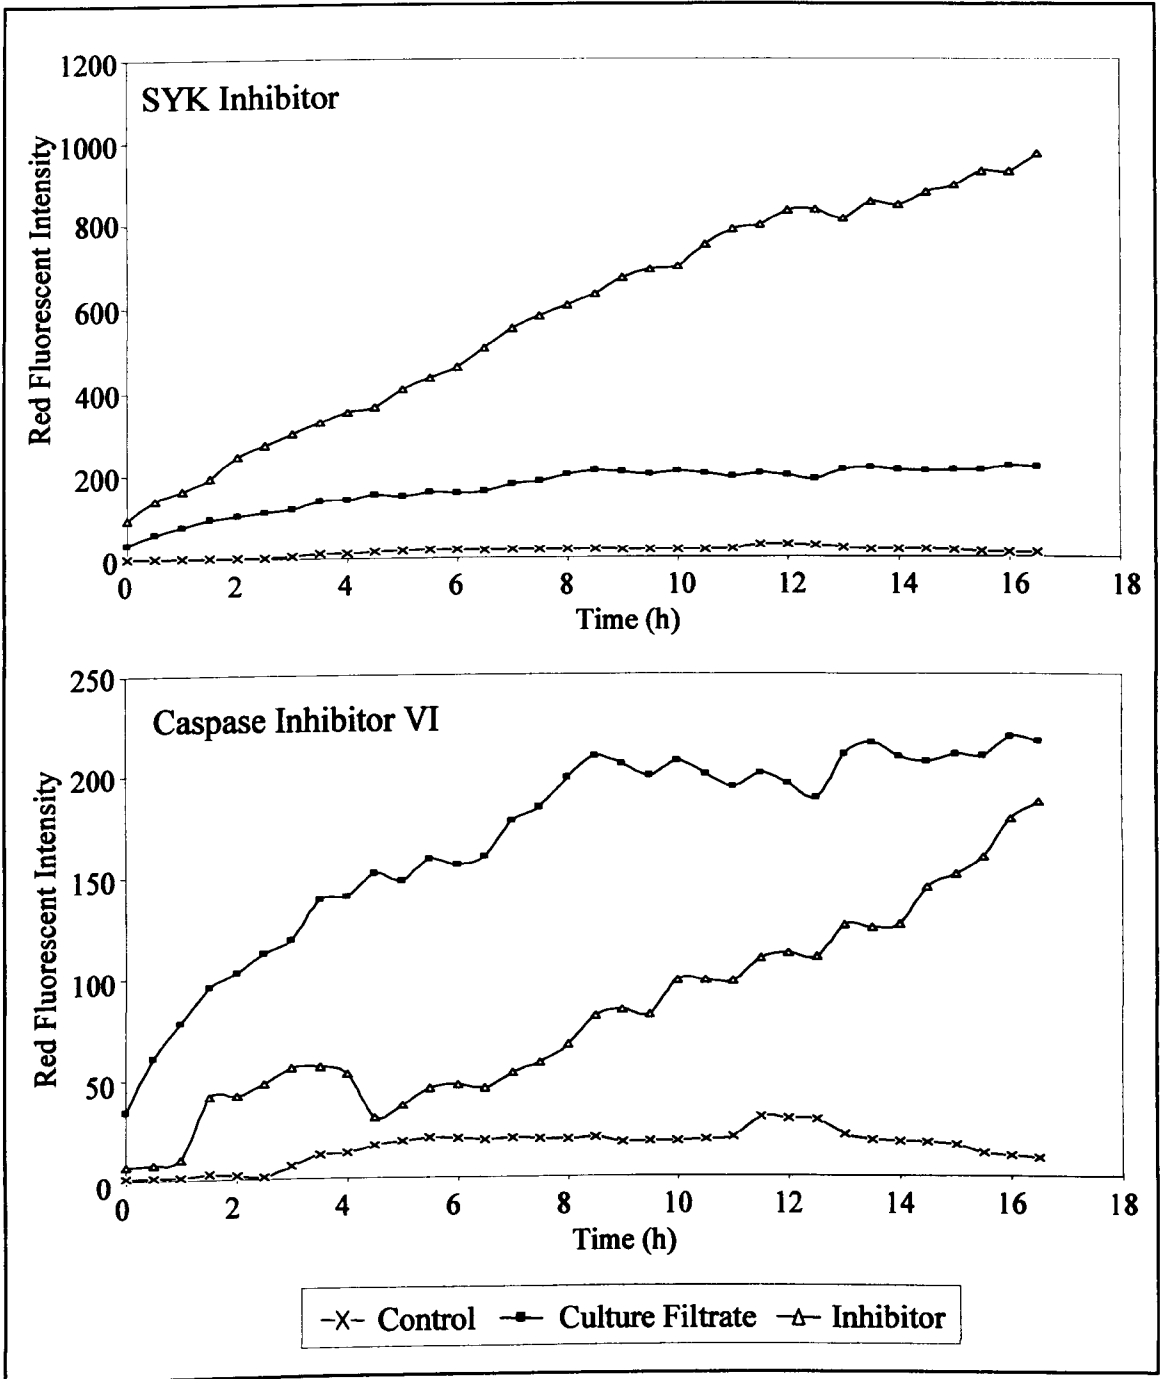 SYK Inhibitor
Red Fluorescent Intensity
1200
1000
800
600
400
200
0
0 2 4 6 8 10 12 14 16 18
Time (h)
Caspase Inhibitor VI
Red Fluorescent Intensity
250
200
150
100
50
0
0 2 4 6 8 10 12 14 16 18
Time (h)
Control Culture Filtrate Inhibitor